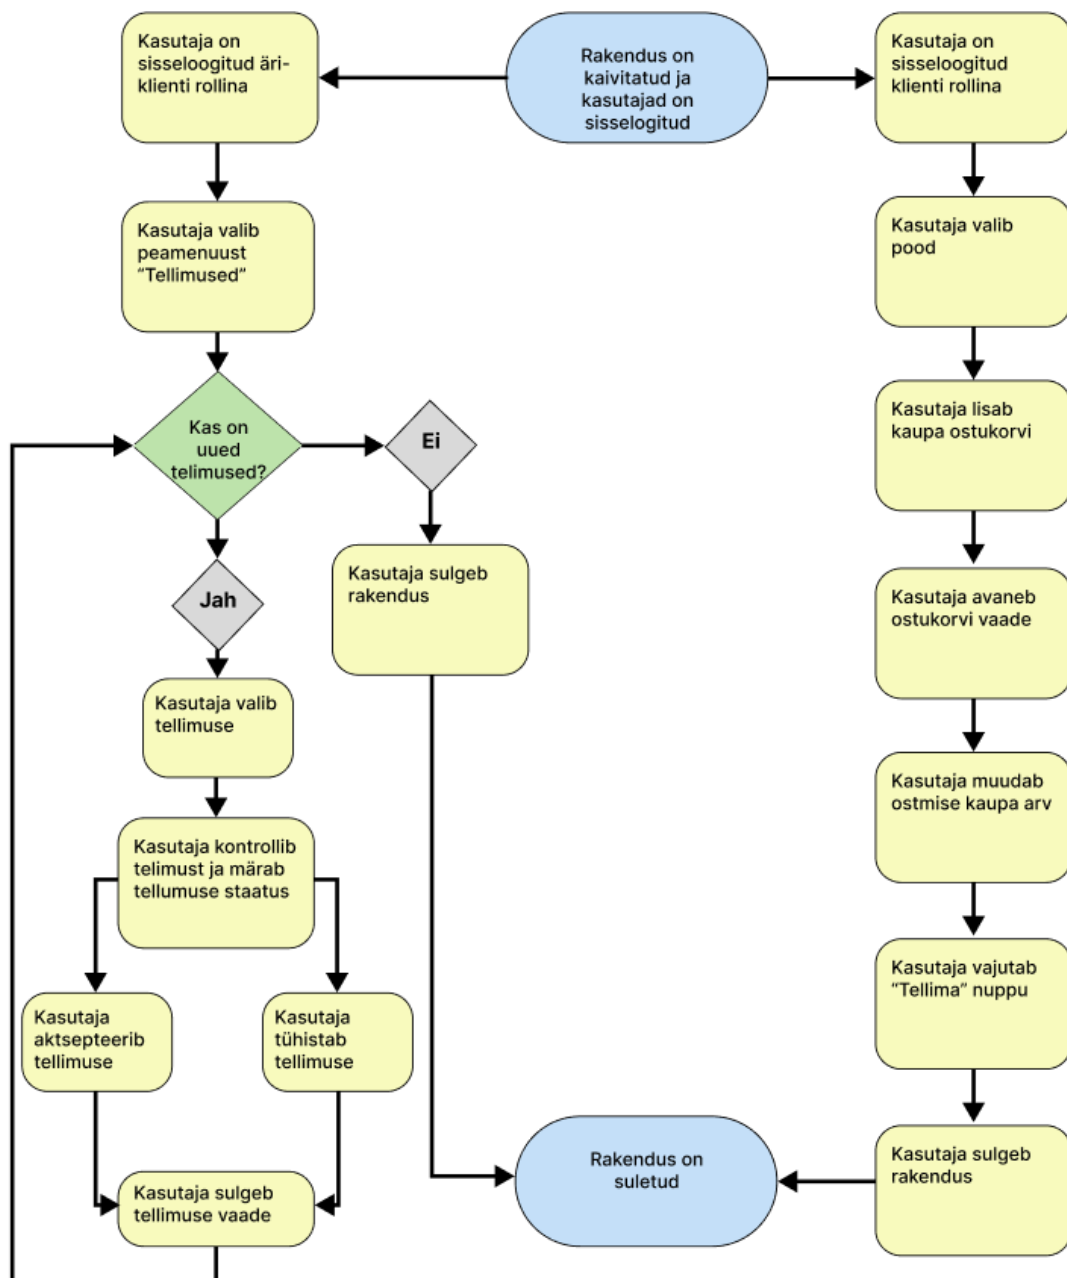 Kasutaja on
sisseloogitud äri-
klienti rollina
Rakendus on
kaivitatud ja
kasutajad on
sisselogitud
Kasutaja on
sisseloogitud
klienti rollina
Kasutaja valib
peamenuust
“Tellimused”
Kasutaja valib
pood
Kas on
uued
telimused?
Ei
Kasutaja lisab
kaupa ostukorvi
Jah
Kasutaja sulgeb
rakendus
Kasutaja avaneb
ostukorvi vaade
Kasutaja valib
tellimuse
Kasutaja muudab
ostmise kaupa arv
Kasutaja kontrollib
telimust ja märab
tellumuse staatus
Kasutaja vajutab
“Tellima” nuppu
Kasutaja
aktsepteerib
tellimuse
Kasutaja
tühistab
tellimuse
Kasutaja sulgeb
tellimuse vaade
Rakendus on
suletud
Kasutaja sulgeb
rakendus